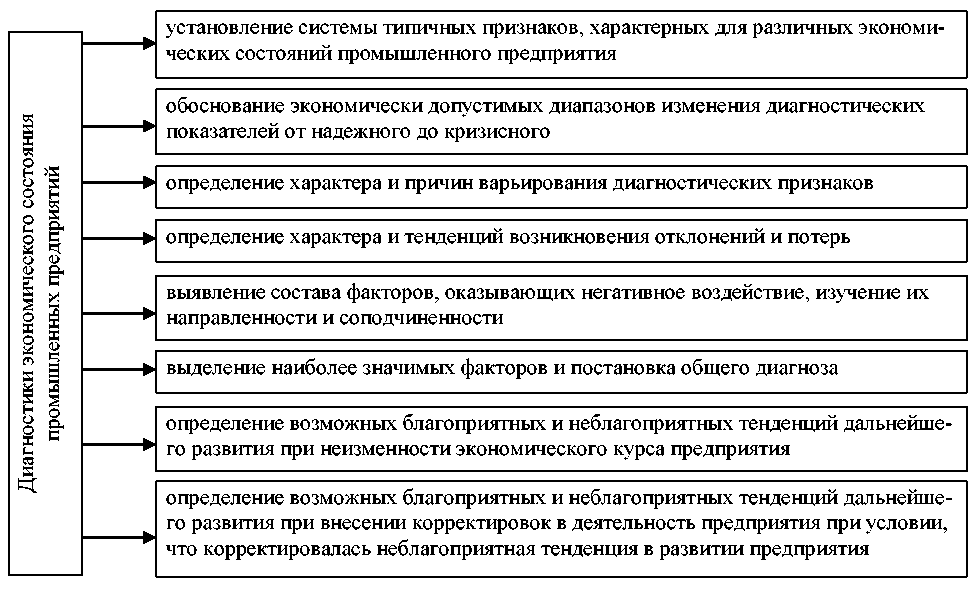 Диагностики экономического состояния
промышленных предприятий
установление системы типичных признаков, характерных для различных экономи-
ческих состояний промышленного предприятия
обоснование экономически допустимых диапазонов изменения диагностических
показателей от надежного до кризисного
определение характера и причин варьирования диагностических признаков
определение характера и тенденций возникновения отклонений и потерь
выявление состава факторов, оказывающих негативное воздействие, изучение их
направленности и соподчиненности
выделение наиболее значимых факторов и постановка общего диагноза
определение возможных благоприятных и неблагоприятных тенденций дальнейше-
го развития при неизменности экономического курса предприятия
определение возможных благоприятных и неблагоприятных тенденций дальнейше-
го развития при внесении корректировок в деятельность предприятия при условии,
что корректировалась неблагоприятная тенденция в развитии предприятия